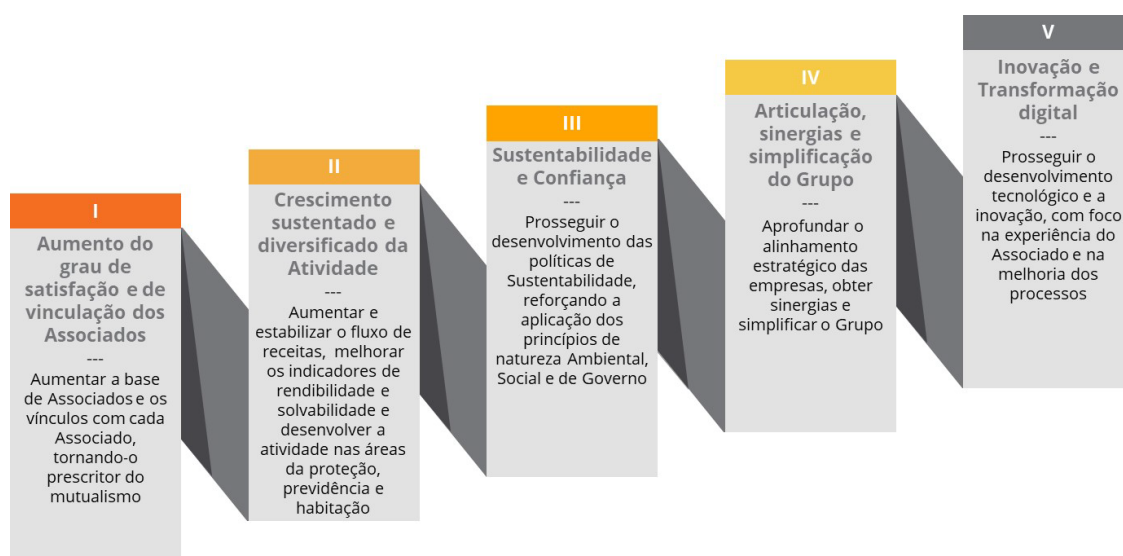 I
Aumento do
grau de
satisfação e de
vinculação dos
Associados
---
Aumentar a base
de Associados e os
vínculos com cada
Associado,
tornando-o
prescritor do
mutualismo
II
Crescimento
sustentado e
diversificado da
Atividade
---
Aumentar e
estabilizar o fluxo de
receitas, melhorar
os indicadores de
rendibilidade e
solvabilidade e
desenvolver a
atividade nas áreas
da proteção,
previdência e
habitação
III
Sustentabilidade
e Confiança
---
Prosseguir o
desenvolvimento das
políticas de
Sustentabilidade,
reforçando a
aplicação dos
princípios de
natureza Ambiental,
Social e de Governo
IV
Articulação,
sinergias e
simplificação
do Grupo
---
Aprofundar o
alinhamento
estratégico das
empresas, obter
sinergias e
simplificar o Grupo
V
Inovação e
Transformação
digital
---
Prosseguir o
desenvolvimento
tecnológico e a
inovação, com foco
na experiência do
Associado e na
melhoria dos
processos